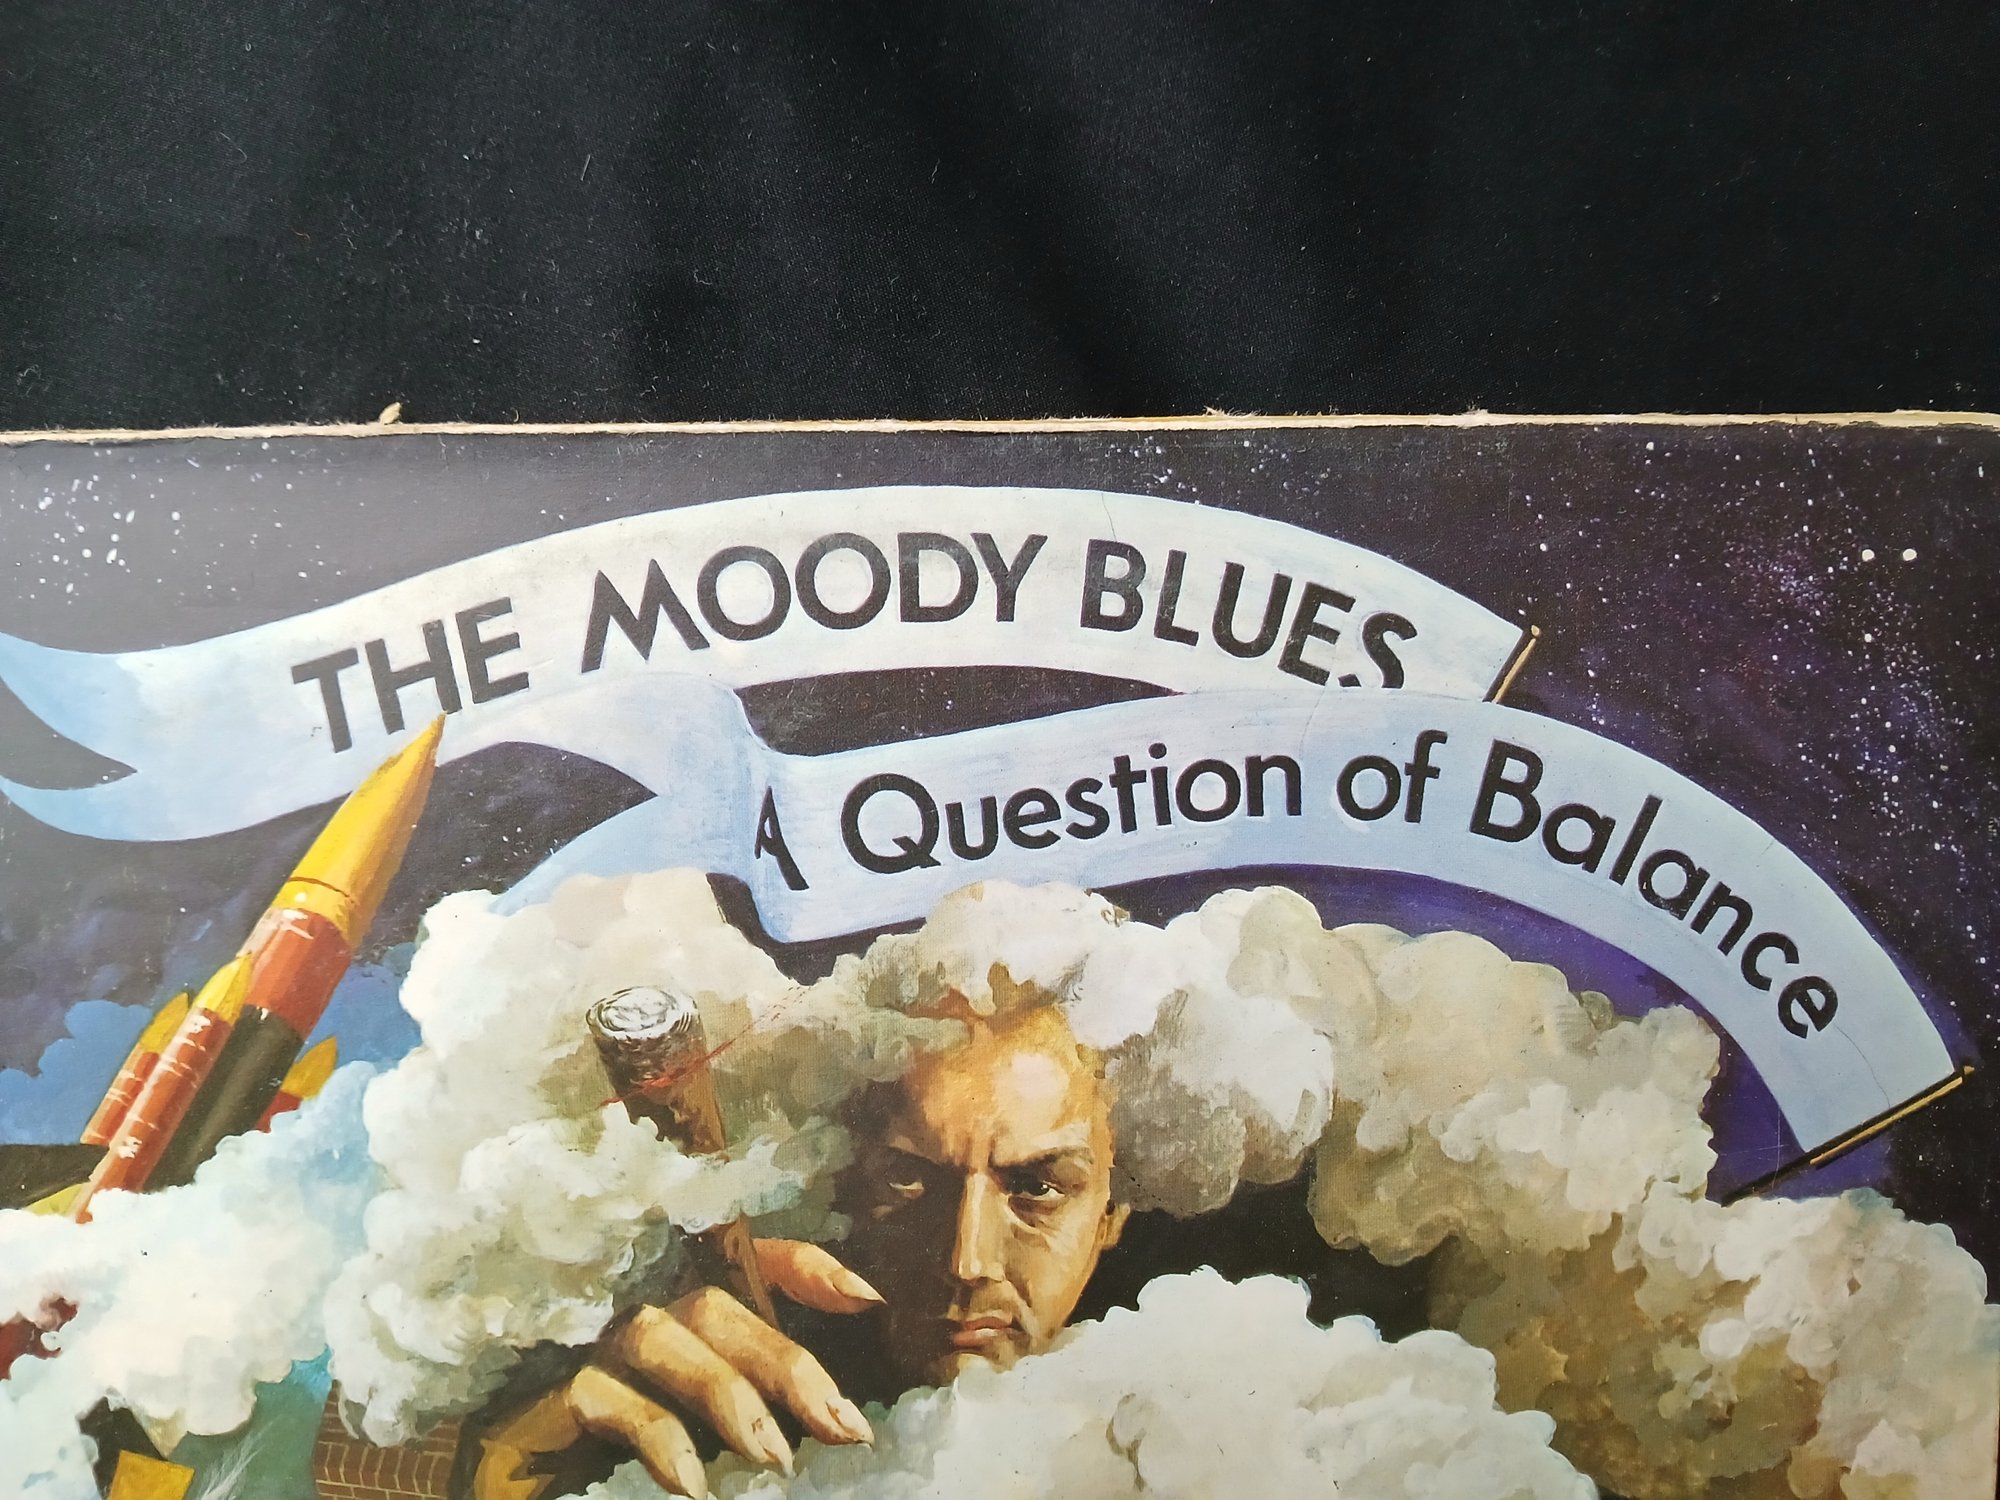 THE MOODY BLUES
A Question of Balance